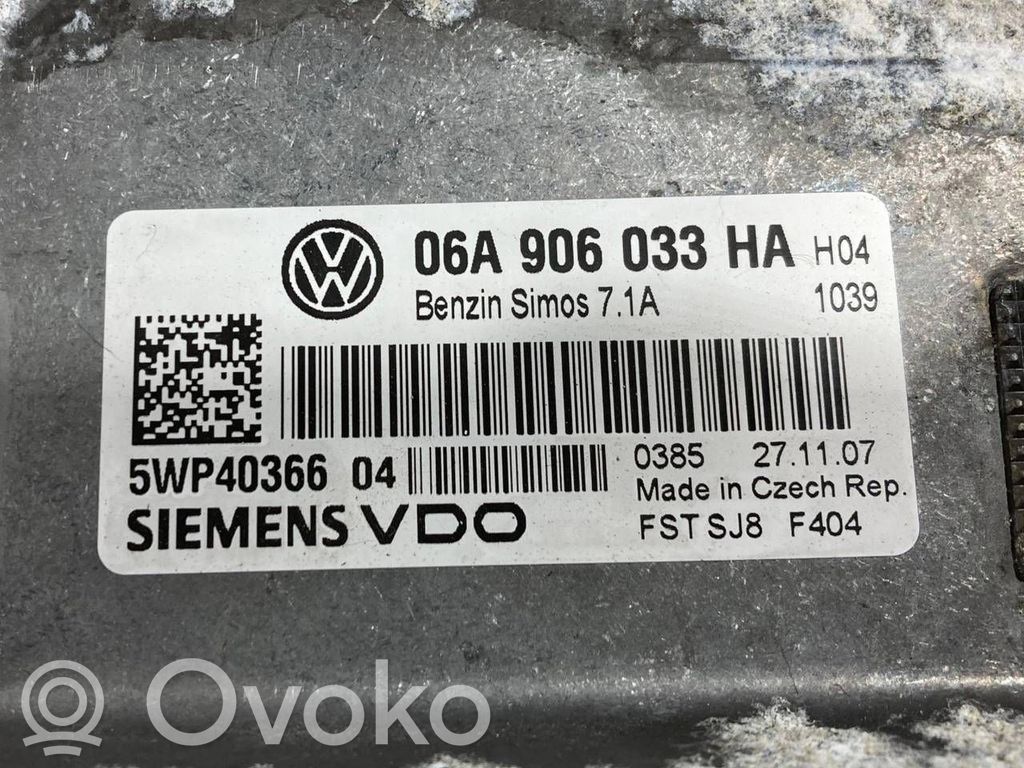 06A 906 033 HA H04
Benzin Simos 7.1A 1039
5WP40366 04
0385 27.11.07
Made in Czech Rep.
SIEMENS VDO
FST SJ8 F404
Ovoko